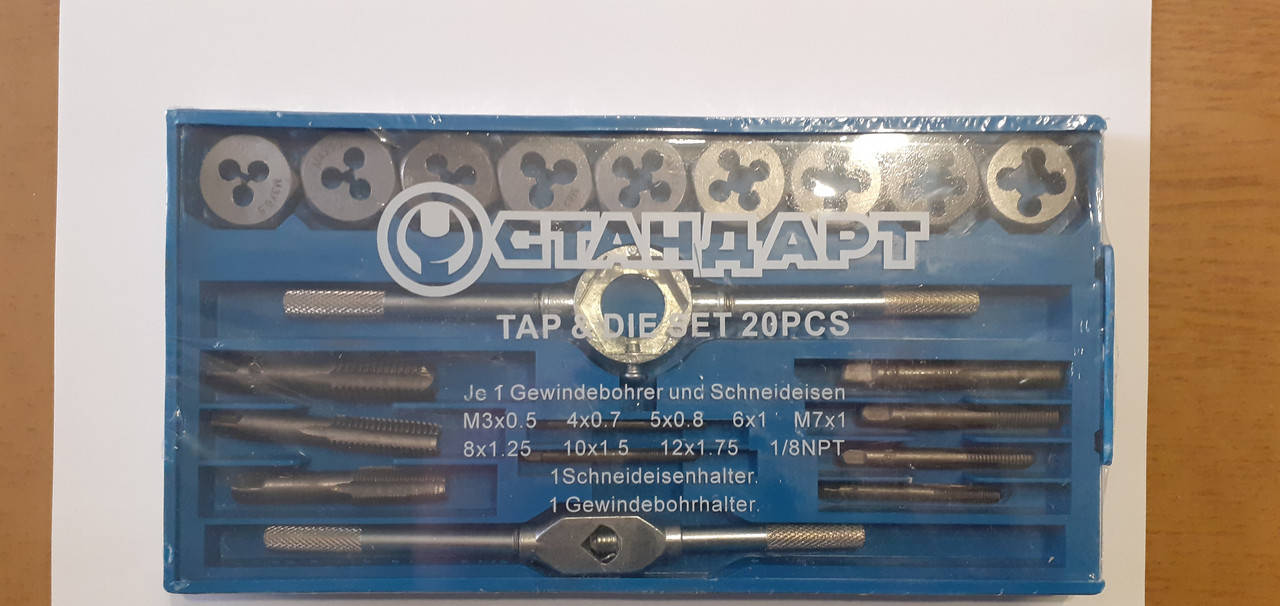 СТАНДАРТ
TAP & DIE SET 20PCS
Je 1 Gewindebohrer und Schneideisen
M3x0.5 4x0.7 5x0.8 6x1 M7x1
8x1.25 10x1.5 12x1.75 1/8NPT
1Schneideisenhalter.
1 Gewindebohrhalter.